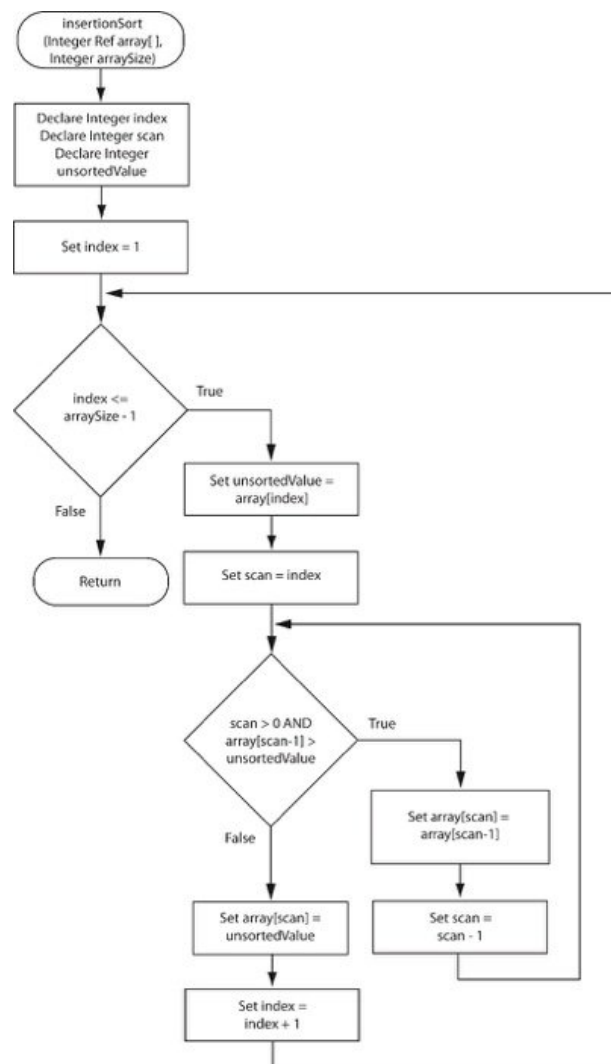 insertionSort
(Integer Ref array[ ],
Integer arraySize)
Declare Integer index
Declare Integer scan
Declare Integer
unsortedValue
Set index = 1
index <=
arraySize - 1
True
False
Return
Set unsortedValue =
array[index]
Set scan = index
scan > 0 AND
array[scan-1] >
unsortedValue
True
False
Set array[scan] =
array[scan-1]
Set scan =
scan - 1
Set array[scan] =
unsortedValue
Set index =
index + 1